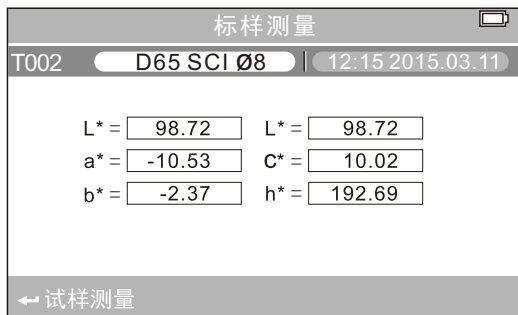 标样测量
T002 D65 SCI Ø8 12:15 2015.03.11
L* = 98.72 L* = 98.72
a* = -10.53 C* = 10.02
b* = -2.37 h* = 192.69
试样测量